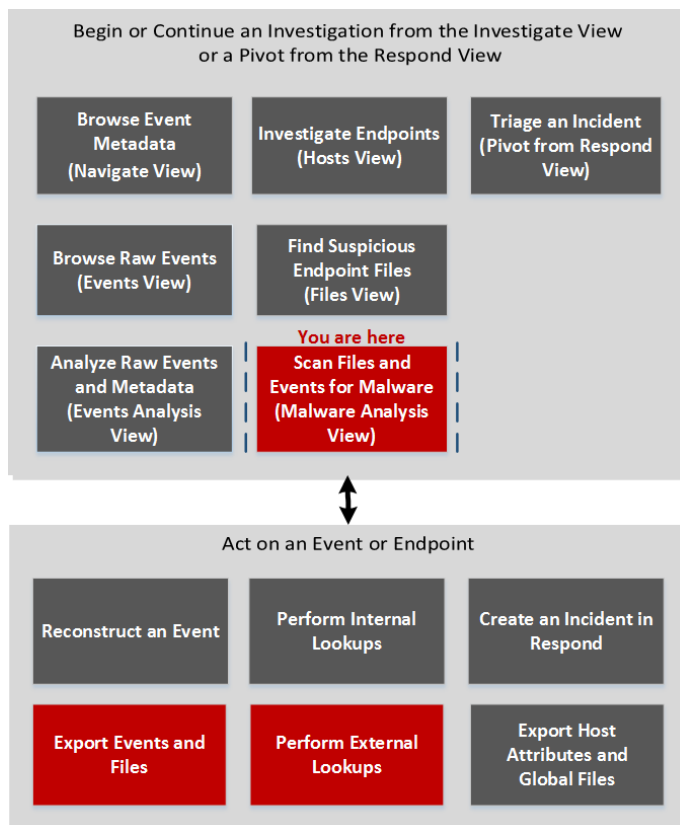 Begin or Continue an Investigation from the Investigate View
or a Pivot from the Respond View
Browse Event
Metadata
(Navigate View)
Investigate Endpoints
(Hosts View)
Triage an Incident
(Pivot from Respond
View)
Browse Raw Events
(Events View)
Find Suspicious
Endpoint Files
(Files View)
Analyze Raw Events
and Metadata
(Events Analysis
View)
You are here
Scan Files and
Events for Malware
(Malware Analysis
View)
Act on an Event or Endpoint
Reconstruct an Event
Perform Internal
Lookups
Create an Incident in
Respond
Export Events and
Files
Perform External
Lookups
Export Host
Attributes and
Global Files